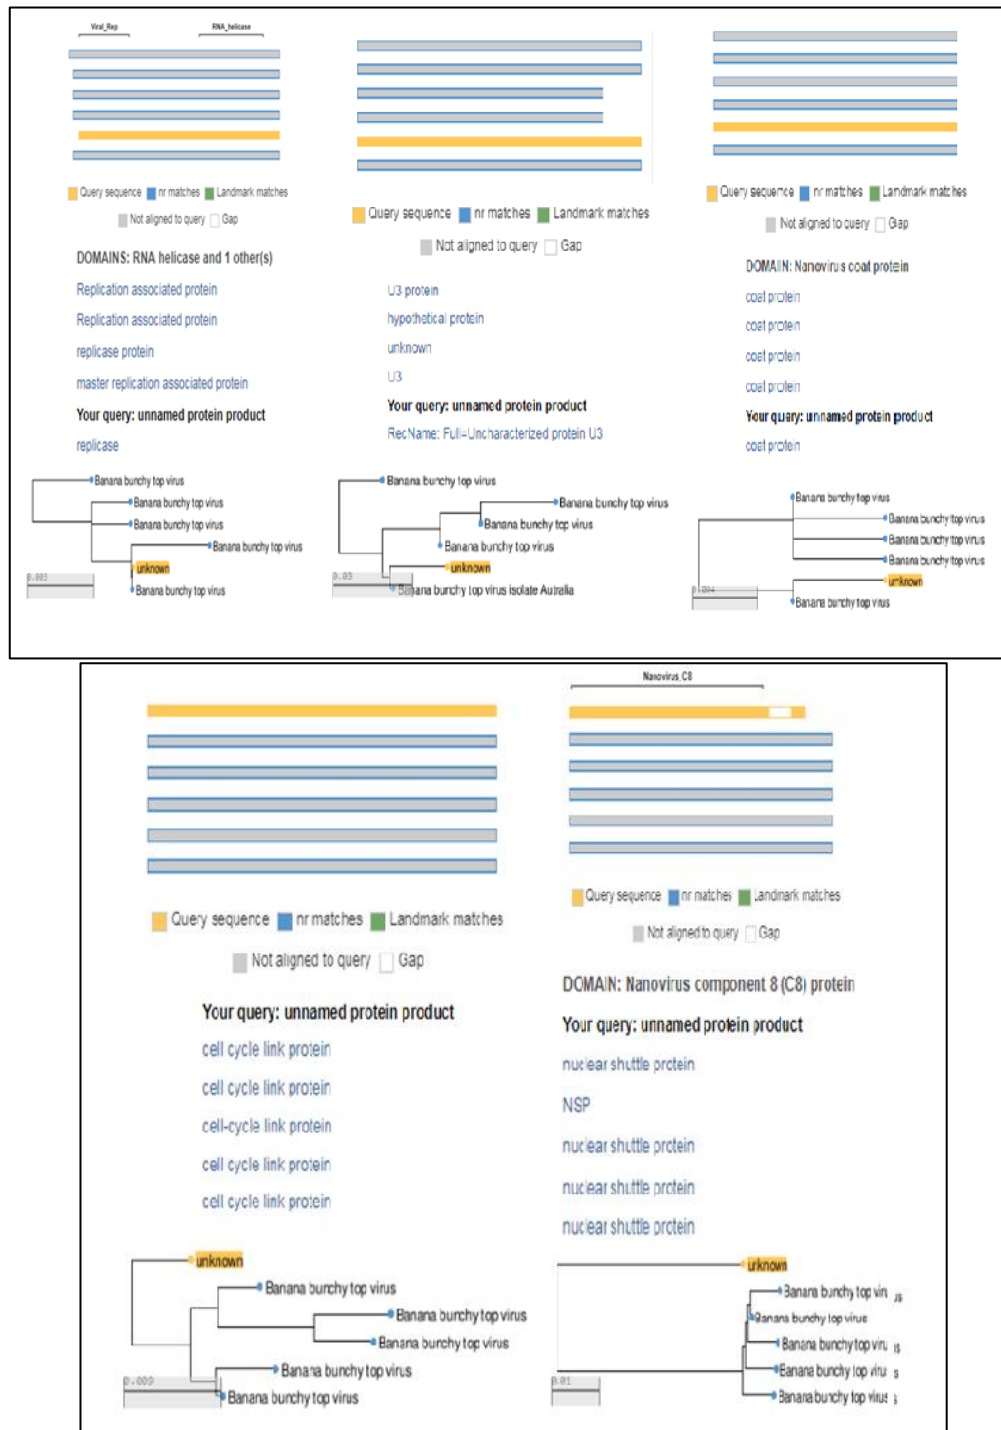 Viral_Rep RNA_helicase
Query sequence nr matches Landmark matches
Not aligned to query Gap
DOMAINS: RNA helicase and 1 other(s)
Replication associated protein
Replication associated protein
replicase protein
master replication associated protein
Your query: unnamed protein product
replicase
Banana bunchy top virus
Banana bunchy top virus
Banana bunchy top virus
Banana bunchy top virus
unknown
Banana bunchy top virus
0.003
Query sequence nr matches Landmark matches
Not aligned to query Gap
U3 protein
hypothetical protein
unknown
U3
Your query: unnamed protein product
RecName: Full=Uncharacterized protein U3
Banana bunchy top virus
Banana bunchy top virus
Banana bunchy top virus
Banana bunchy top virus
unknown
Banana bunchy top virus isolate Autralia
0.03
Query sequence nr matches Landmark matches
Not aligned to query Gap
DOMAIN: Nanovirus coat protein
coat protein
coat protein
coat protein
coat protein
Your query: unnamed protein product
coat protein
Banana bunchy top virus
Banana bunchy top virus
Banana bunchy top virus
Banana bunchy top virus
unknown
Banana bunchy top virus
0.004
Query sequence nr matches Landmark matches
Not aligned to query Gap
Your query: unnamed protein product
cell cycle link protein
cell cycle link protein
cell-cycle link protein
cell cycle link protein
cell cycle link protein
unknown
Banana bunchy top virus
Banana bunchy top virus
Banana bunchy top virus
Banana bunchy top virus
Banana bunchy top virus
Nanovirus_C8
Query sequence nr matches Landmark matches
Not aligned to query Gap
DOMAIN: Nanovirus component 8 (C8) protein
Your query: unnamed protein product
nuclear shuttle protein
NSP
nuclear shuttle protein
nuclear shuttle protein
nuclear shuttle protein
unknown
Banana bunchy top virus
Banana bunchy top virus
Banana bunchy top virus
Banana bunchy top virus
Banana bunchy top virus
0.01